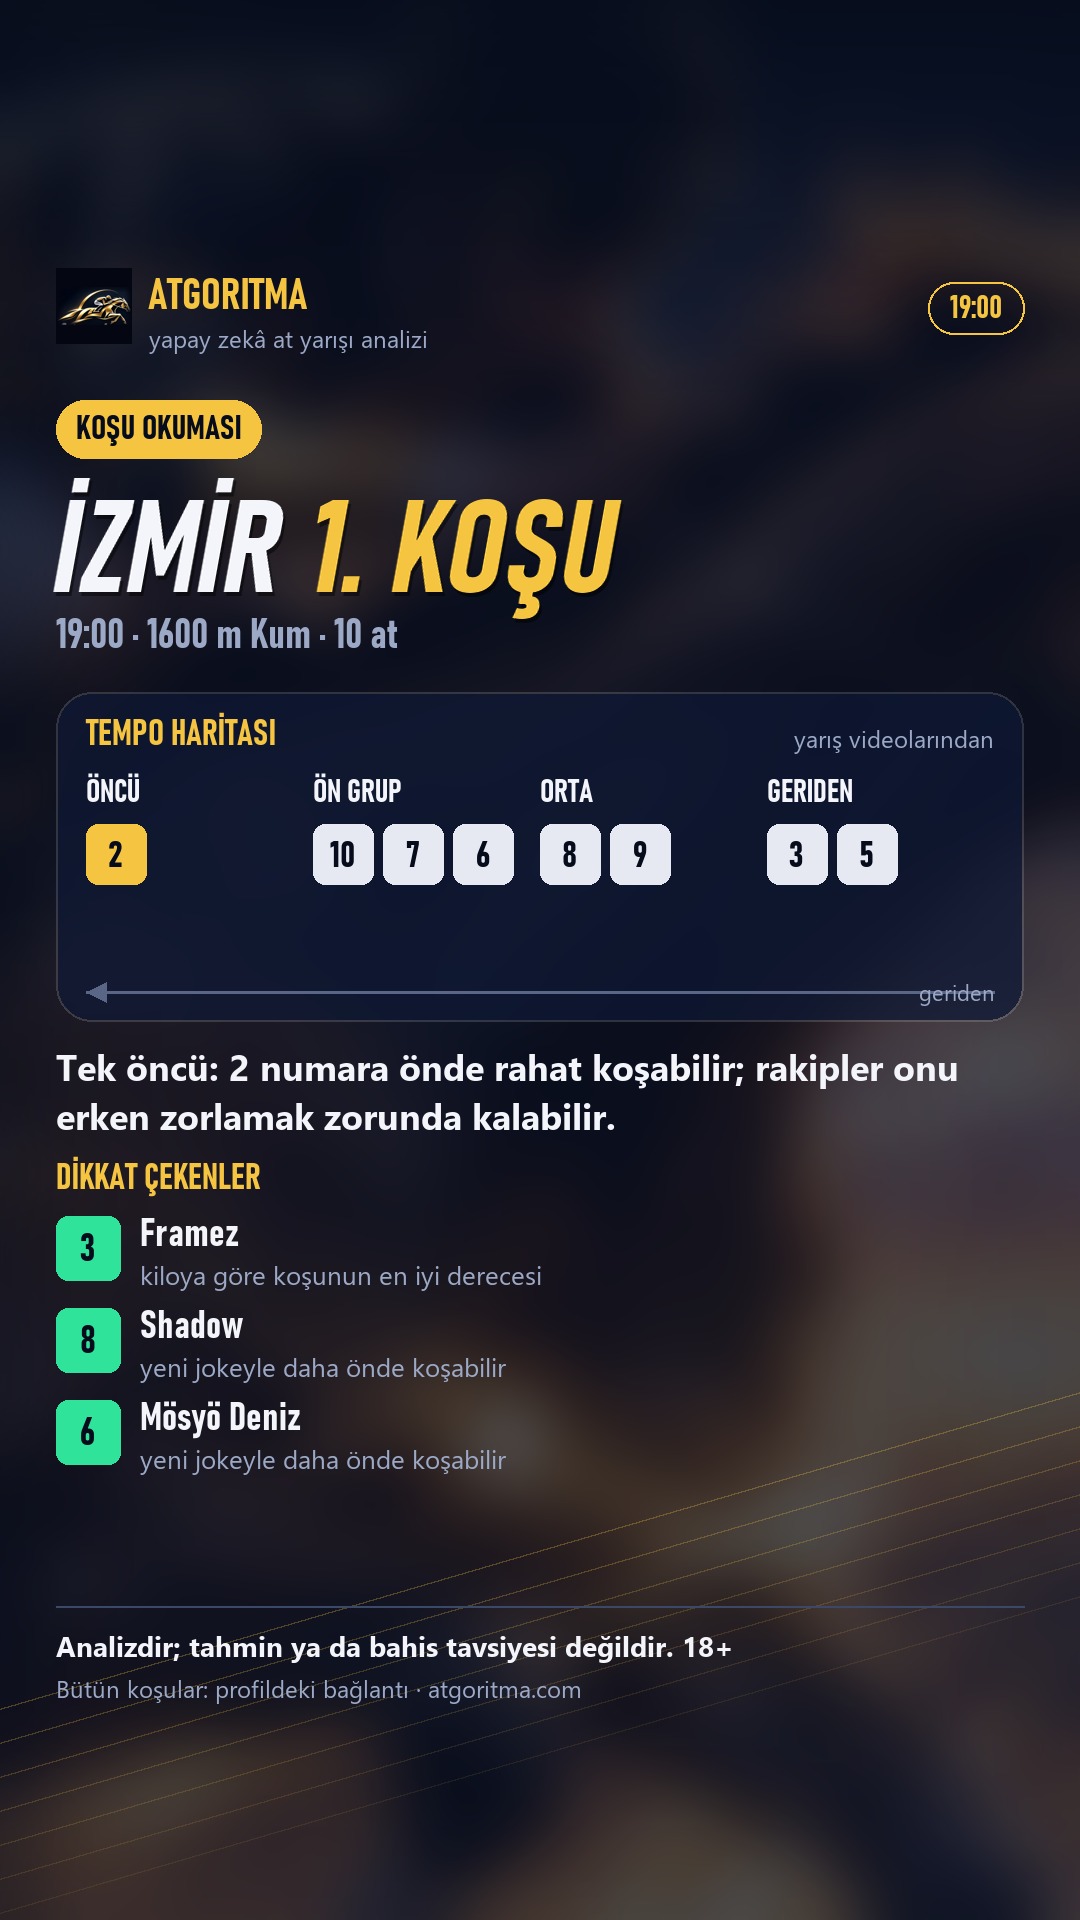 ATGORITMA
yapay zekâ at yarışı analizi
19:00
KOŞU OKUMASI
İZMİR 1. KOŞU
19:00 · 1600 m Kum · 10 at
TEMPO HARİTASI
yarış videolarından
ÖNCÜ ÖN GRUP ORTA GERIDEN
2 10 7 6 8 9 3 5
geriden
Tek öncü: 2 numara önde rahat koşabilir; rakipler onu
erken zorlamak zorunda kalabilir.
DİKKAT ÇEKENLER
3 Framez
kiloya göre koşunun en iyi derecesi
8 Shadow
yeni jokeyle daha önde koşabilir
6 Mösyö Deniz
yeni jokeyle daha önde koşabilir
Analizdir; tahmin ya da bahis tavsiyesi değildir. 18+
Bütün koşular: profildeki bağlantı · atgoritma.com